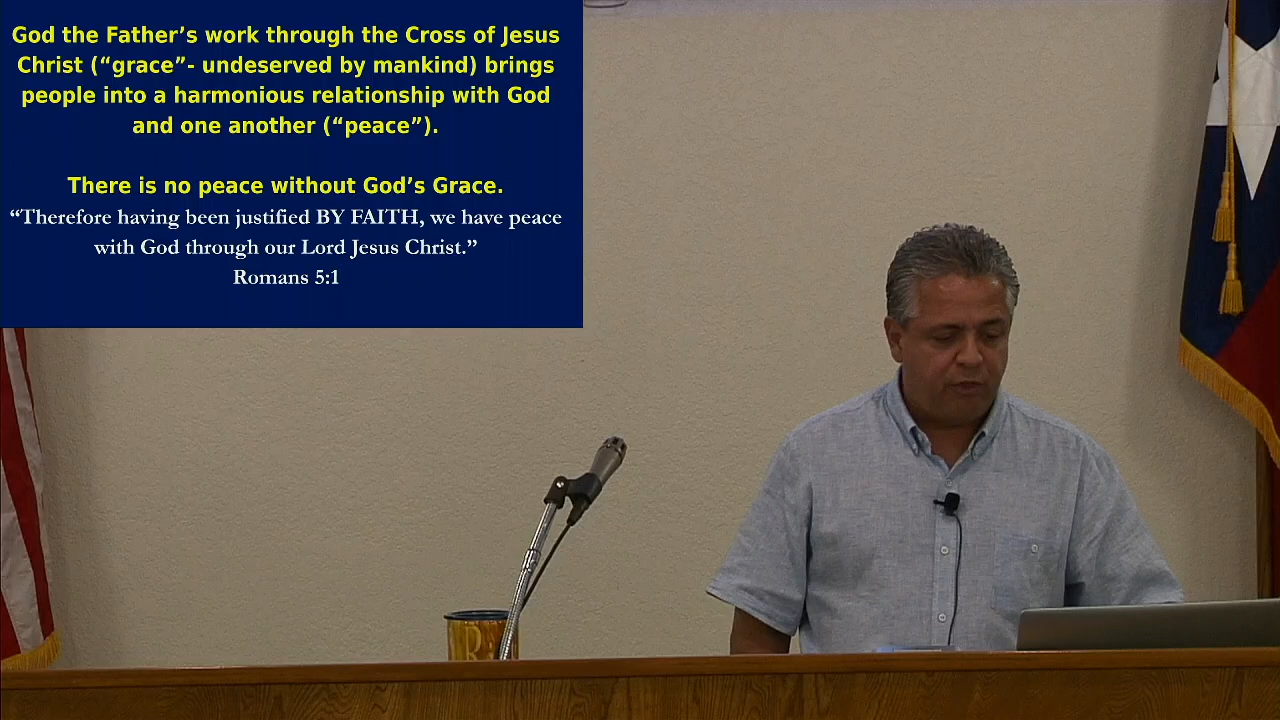 God the Father’s work through the Cross of Jesus
Christ (“grace”- undeserved by mankind) brings
people into a harmonious relationship with God
and one another (“peace”).
There is no peace without God’s Grace.
“Therefore having been justified BY FAITH, we have peace
with God through our Lord Jesus Christ.”
Romans 5:1
R